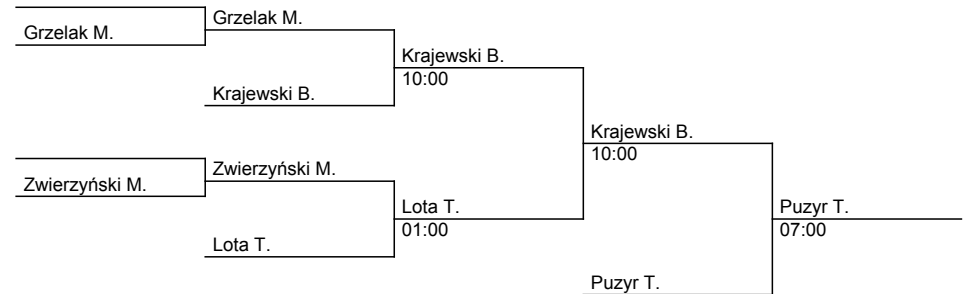 Grzelak M.
Grzelak M.
Krajewski B.
10:00
Krajewski B.
Krajewski B.
10:00
Zwierzyński M.
Zwierzyński M.
Lota T.
01:00
Lota T.
Puzyr T.
07:00
Puzyr T.